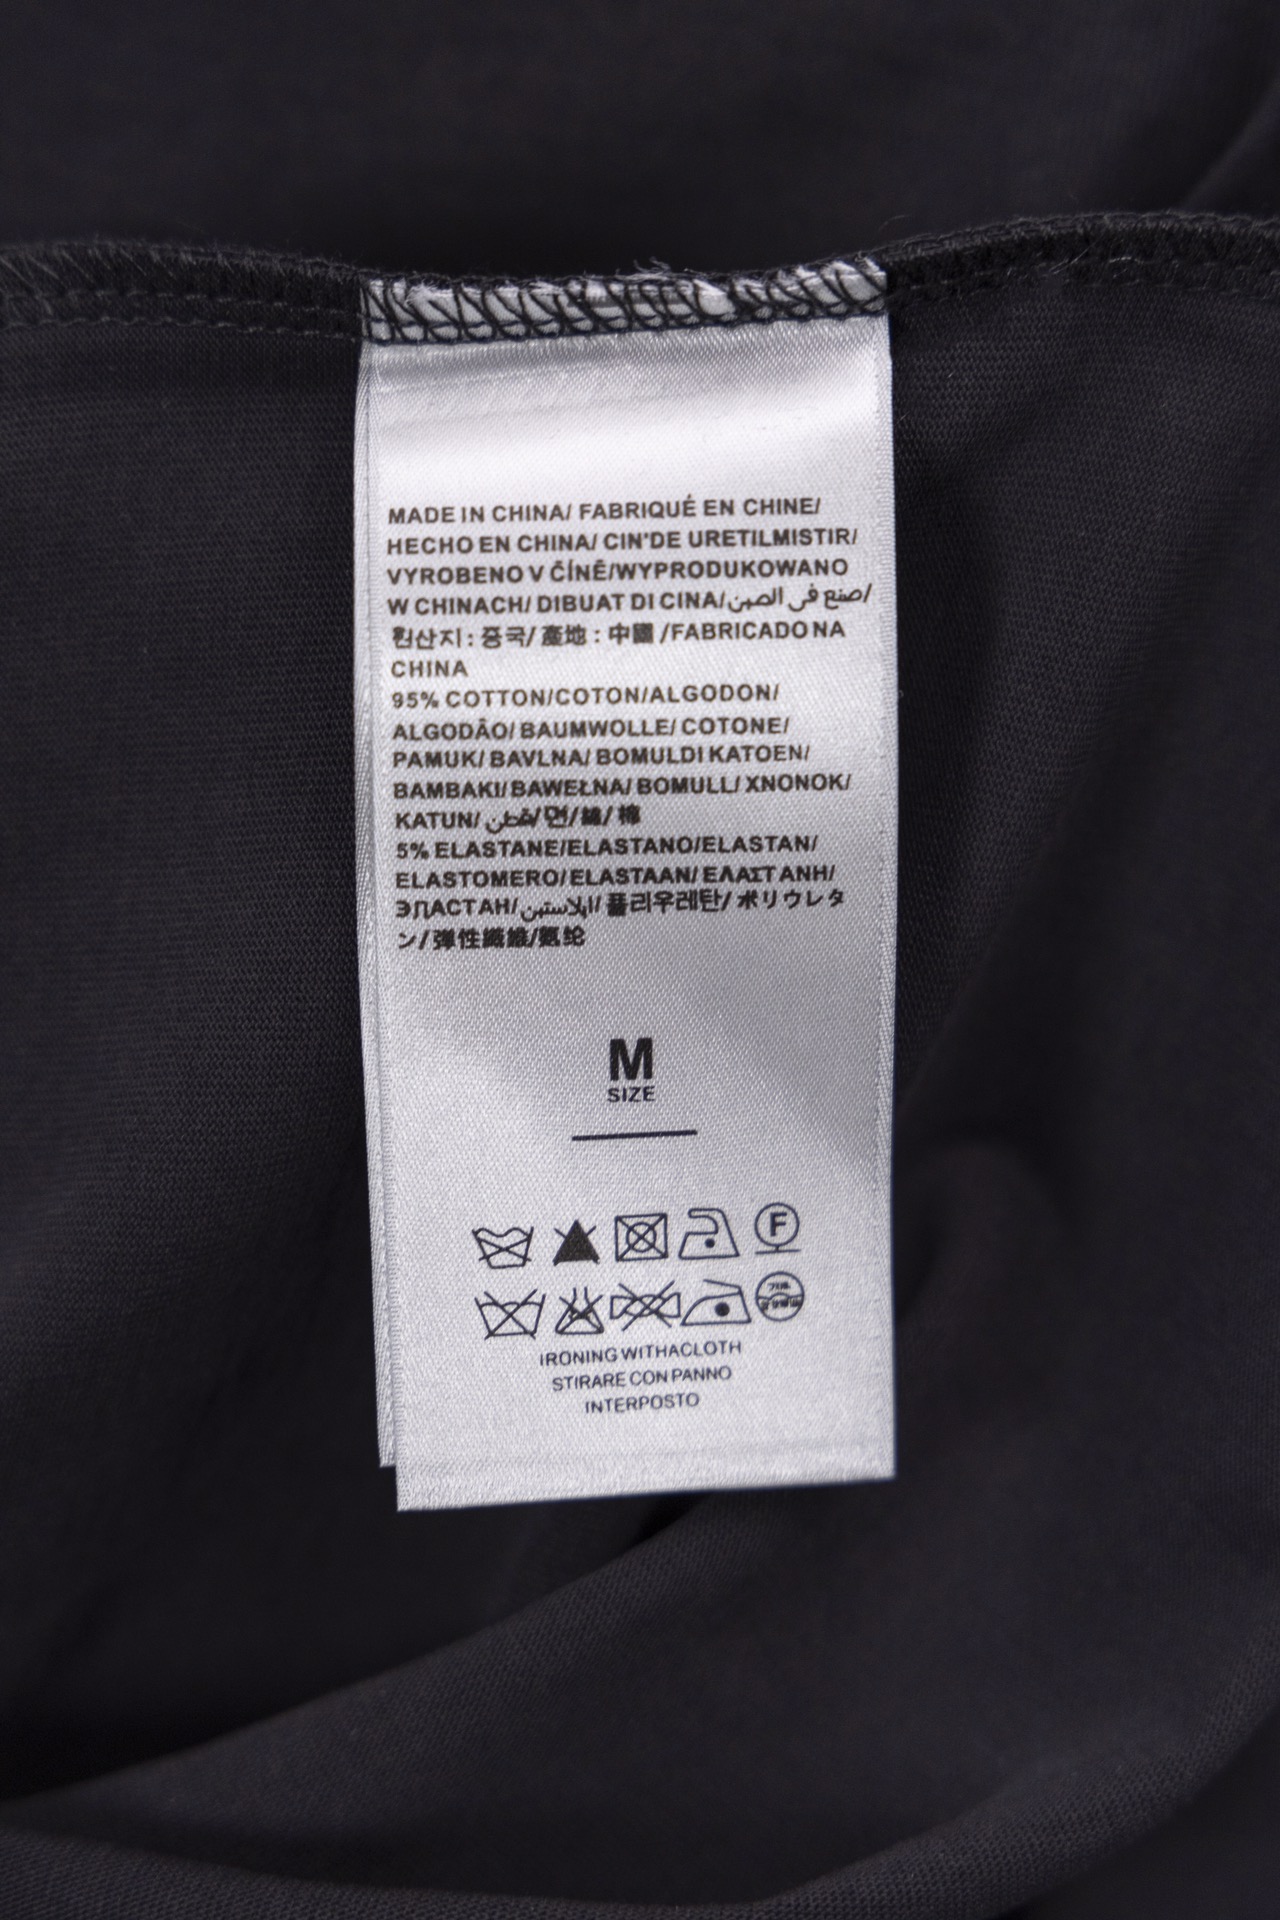 MADE IN CHINA/ FABRIQUÉ EN CHINE/
HECHO EN CHINA/ CIN'DE URETILMISTIR/
VYROBENO V ČÍNĚ/WYPRODUKOWANO
W CHINACH/ DIBUAT DI CINA/صنع في الصين/
원산지 : 중국/ 產地 : 中國 /FABRICADO NA
CHINA
95% COTTON/COTON/ALGODON/
ALGODÃO/ BAUMWOLLE/ COTONE/
PAMUK/ BAVLNA/ BOMULDI KATOEN/
BAMBAKI/ BAWEŁNA/ BOMULL/ XNONOK/
KATUN/ قطن/면/綿/棉
5% ELASTANE/ELASTANO/ELASTAN/
ELASTOMERO/ ELASTAAN/ ΕΛΑΣΤΑΝΗ/
ЭЛАСТАН/ايلاستين/ 폴리우레탄/ ポリウレタ
ン/ 弹性纖維/氨纶
M
SIZE
F
IRONING WITHACLOTH
STIRARE CON PANNO
INTERPOSTO